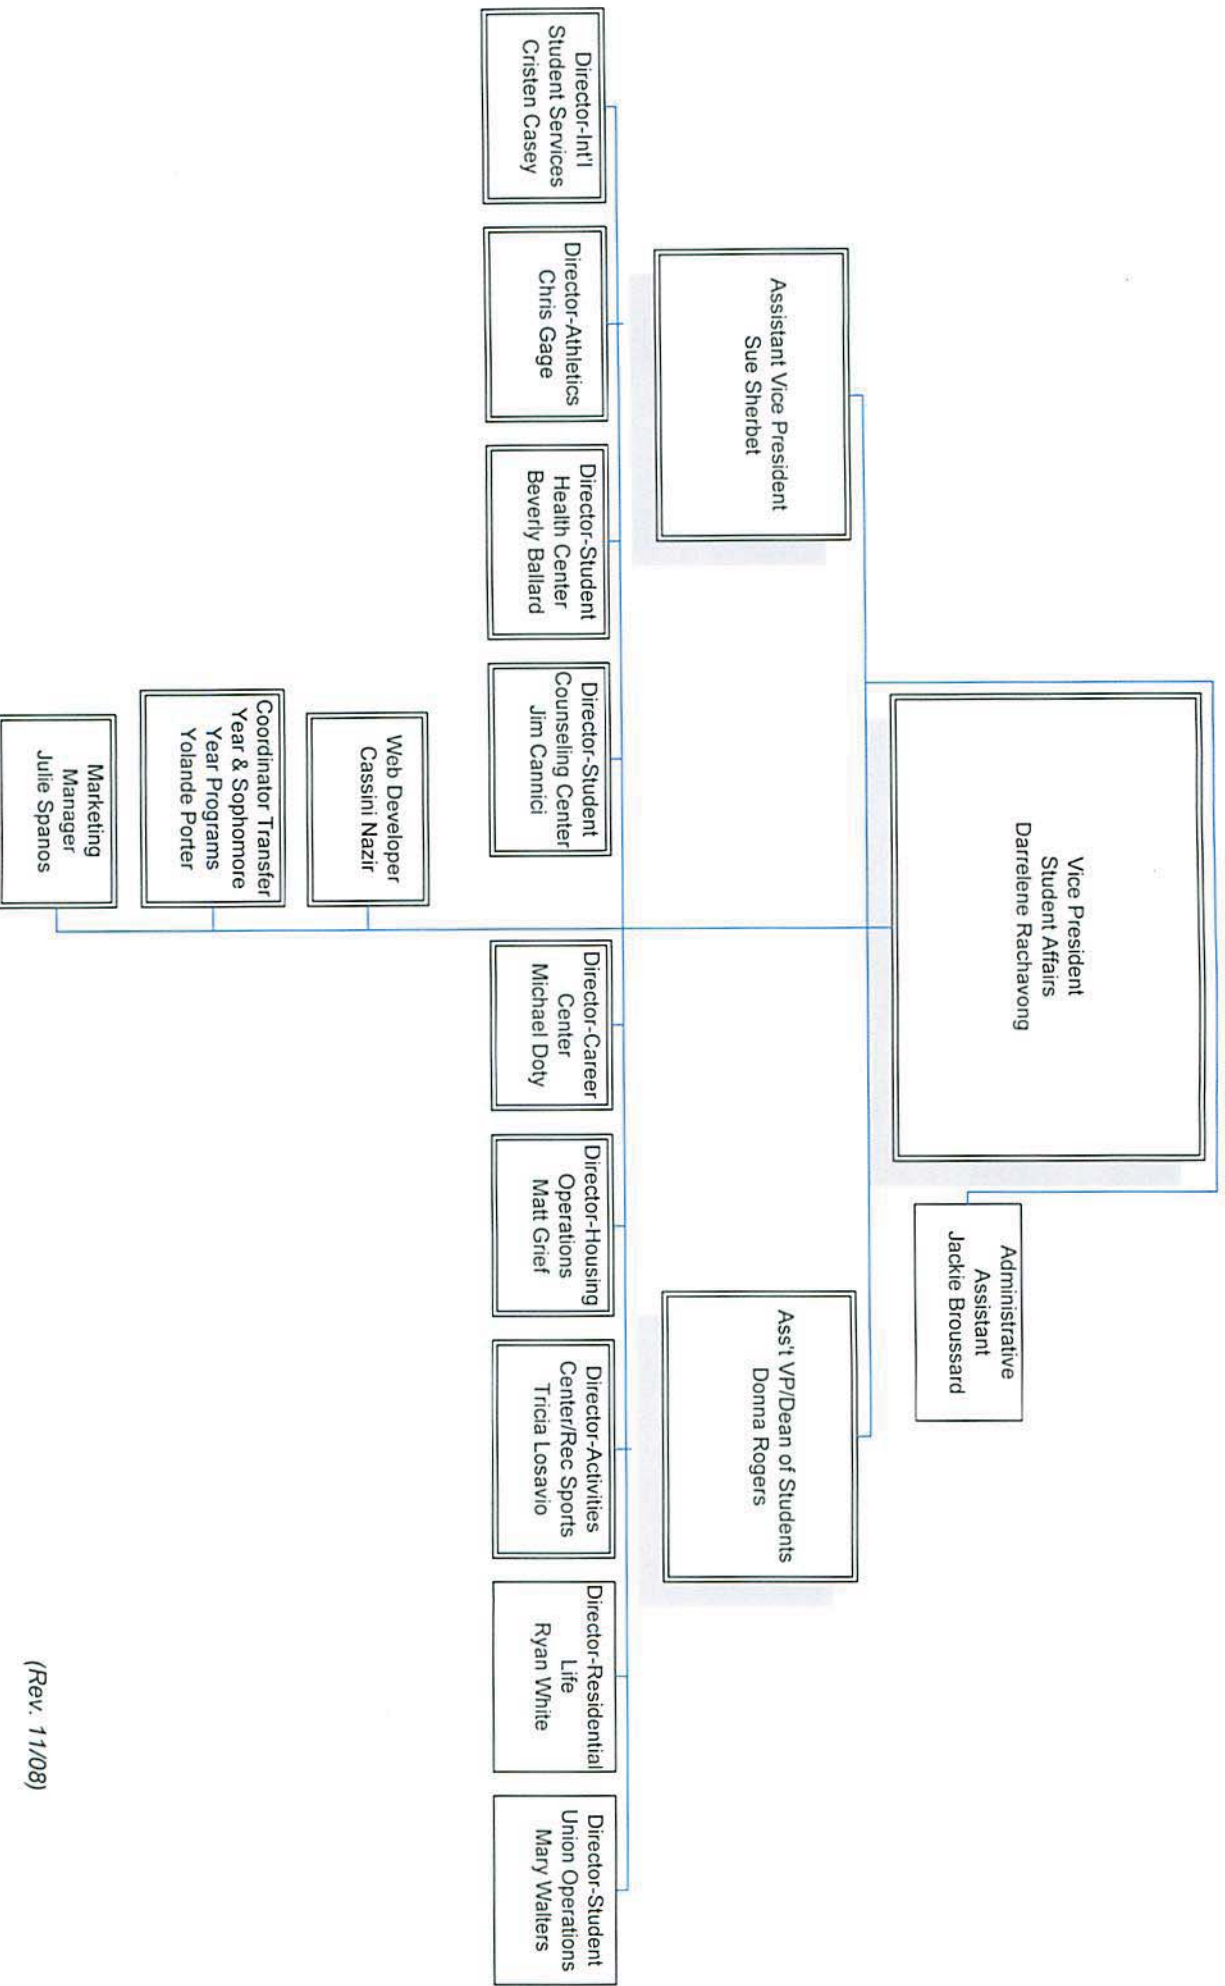 Vice President
Student Affairs
Darrelene Rachavong
Administrative
Assistant
Jackie Broussard
Assistant Vice President
Sue Sherbet
Ass't VP/Dean of Students
Donna Rogers
Director-Int'l
Student Services
Cristen Casey
Director-Athletics
Chris Gage
Director-Student
Health Center
Beverly Ballard
Director-Student
Counseling Center
Jim Cannici
Director-Career
Center
Michael Doty
Director-Housing
Operations
Matt Grief
Director-Activities
Center/Rec Sports
Tricia Losavio
Director-Residential
Life
Ryan White
Director-Student
Union Operations
Mary Walters
Web Developer
Cassini Nazir
Coordinator Transfer
Year & Sophomore
Year Programs
Yolande Porter
Marketing
Manager
Julie Spanos
(Rev. 11/08)